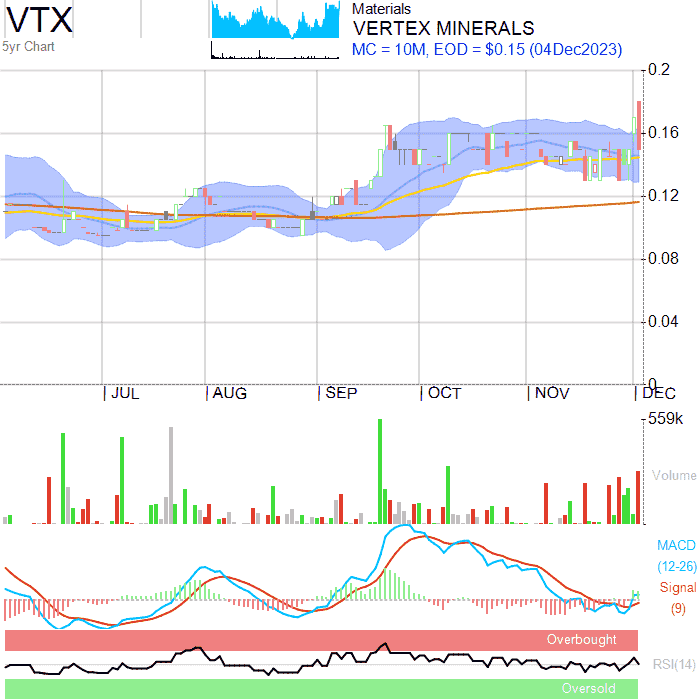 VTX
5yr Chart
Materials
VERTEX MINERALS
MC = 10M, EOD = $0.15 (04Dec2023)
0.2
0.16
0.12
0.08
0.04
0
JUL AUG SEP OCT NOV DEC
559k
Volume
MACD
(12-26)
Signal
(9)
Overbought
RSI(14)
Oversold